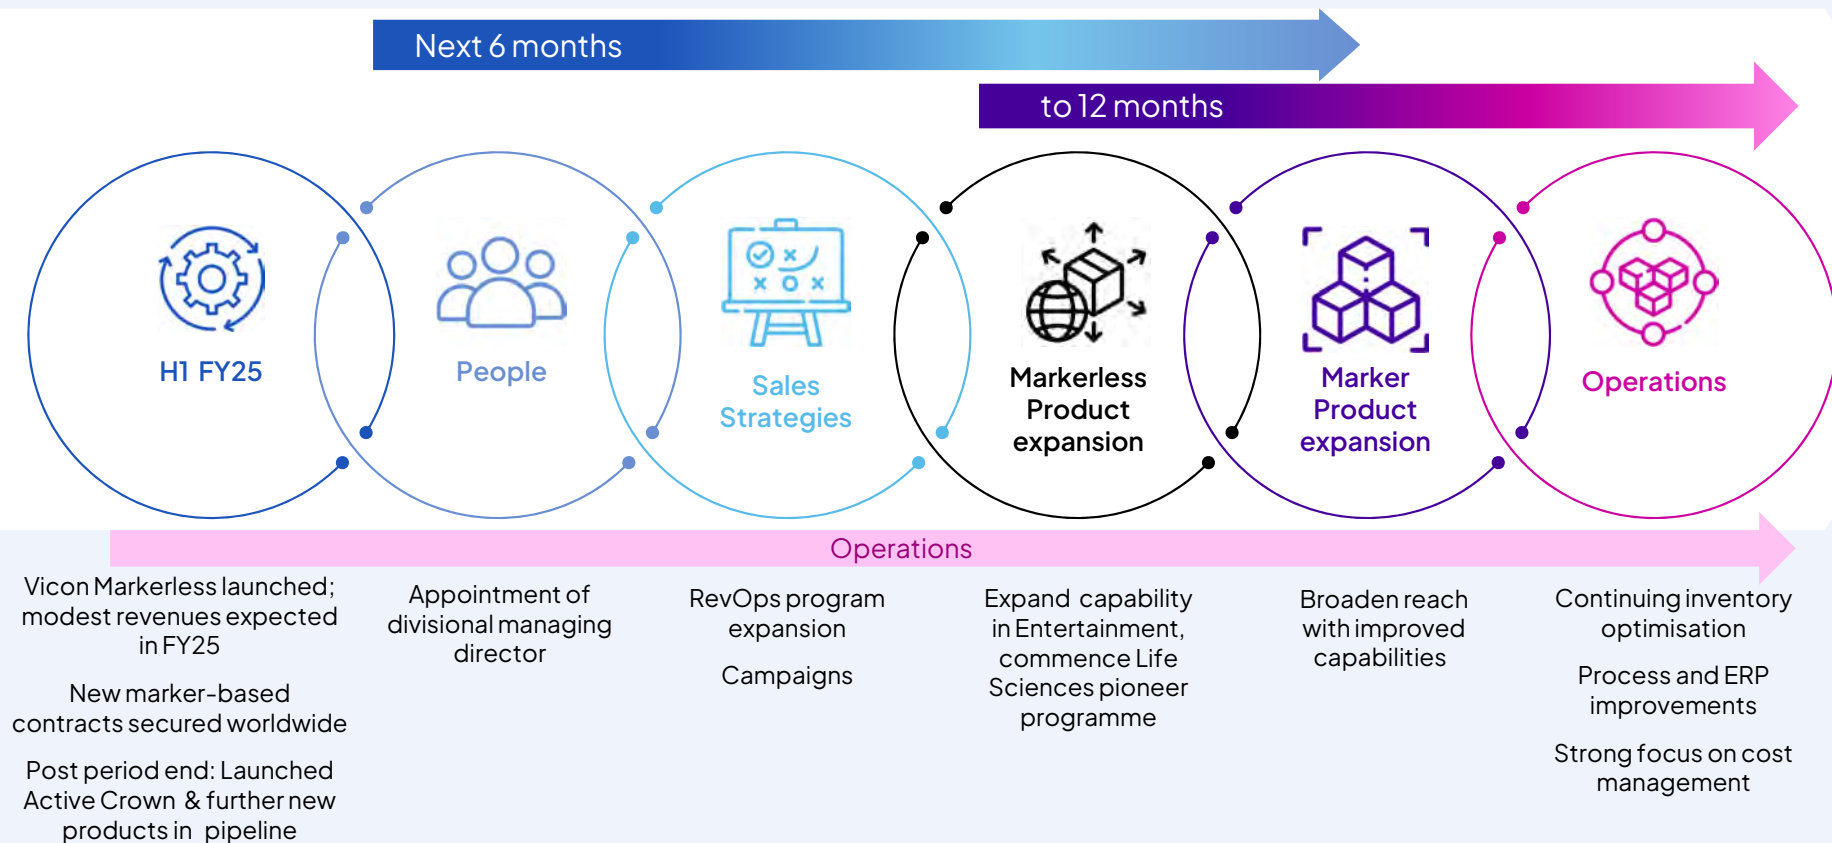 Next 6 months
to 12 months
H1 FY25
People
Sales
Strategies
Markerless
Product
expansion
Marker
Product
expansion
Operations
Operations
Vicon Markerless launched;
modest revenues expected
in FY25
New marker-based
contracts secured worldwide
Post period end: Launched
Active Crown & further new
products in pipeline
Appointment of
divisional managing
director
RevOps program
expansion
Campaigns
Expand capability
in Entertainment,
commence Life
Sciences pioneer
programme
Broaden reach
with improved
capabilities
Continuing inventory
optimisation
Process and ERP
improvements
Strong focus on cost
management